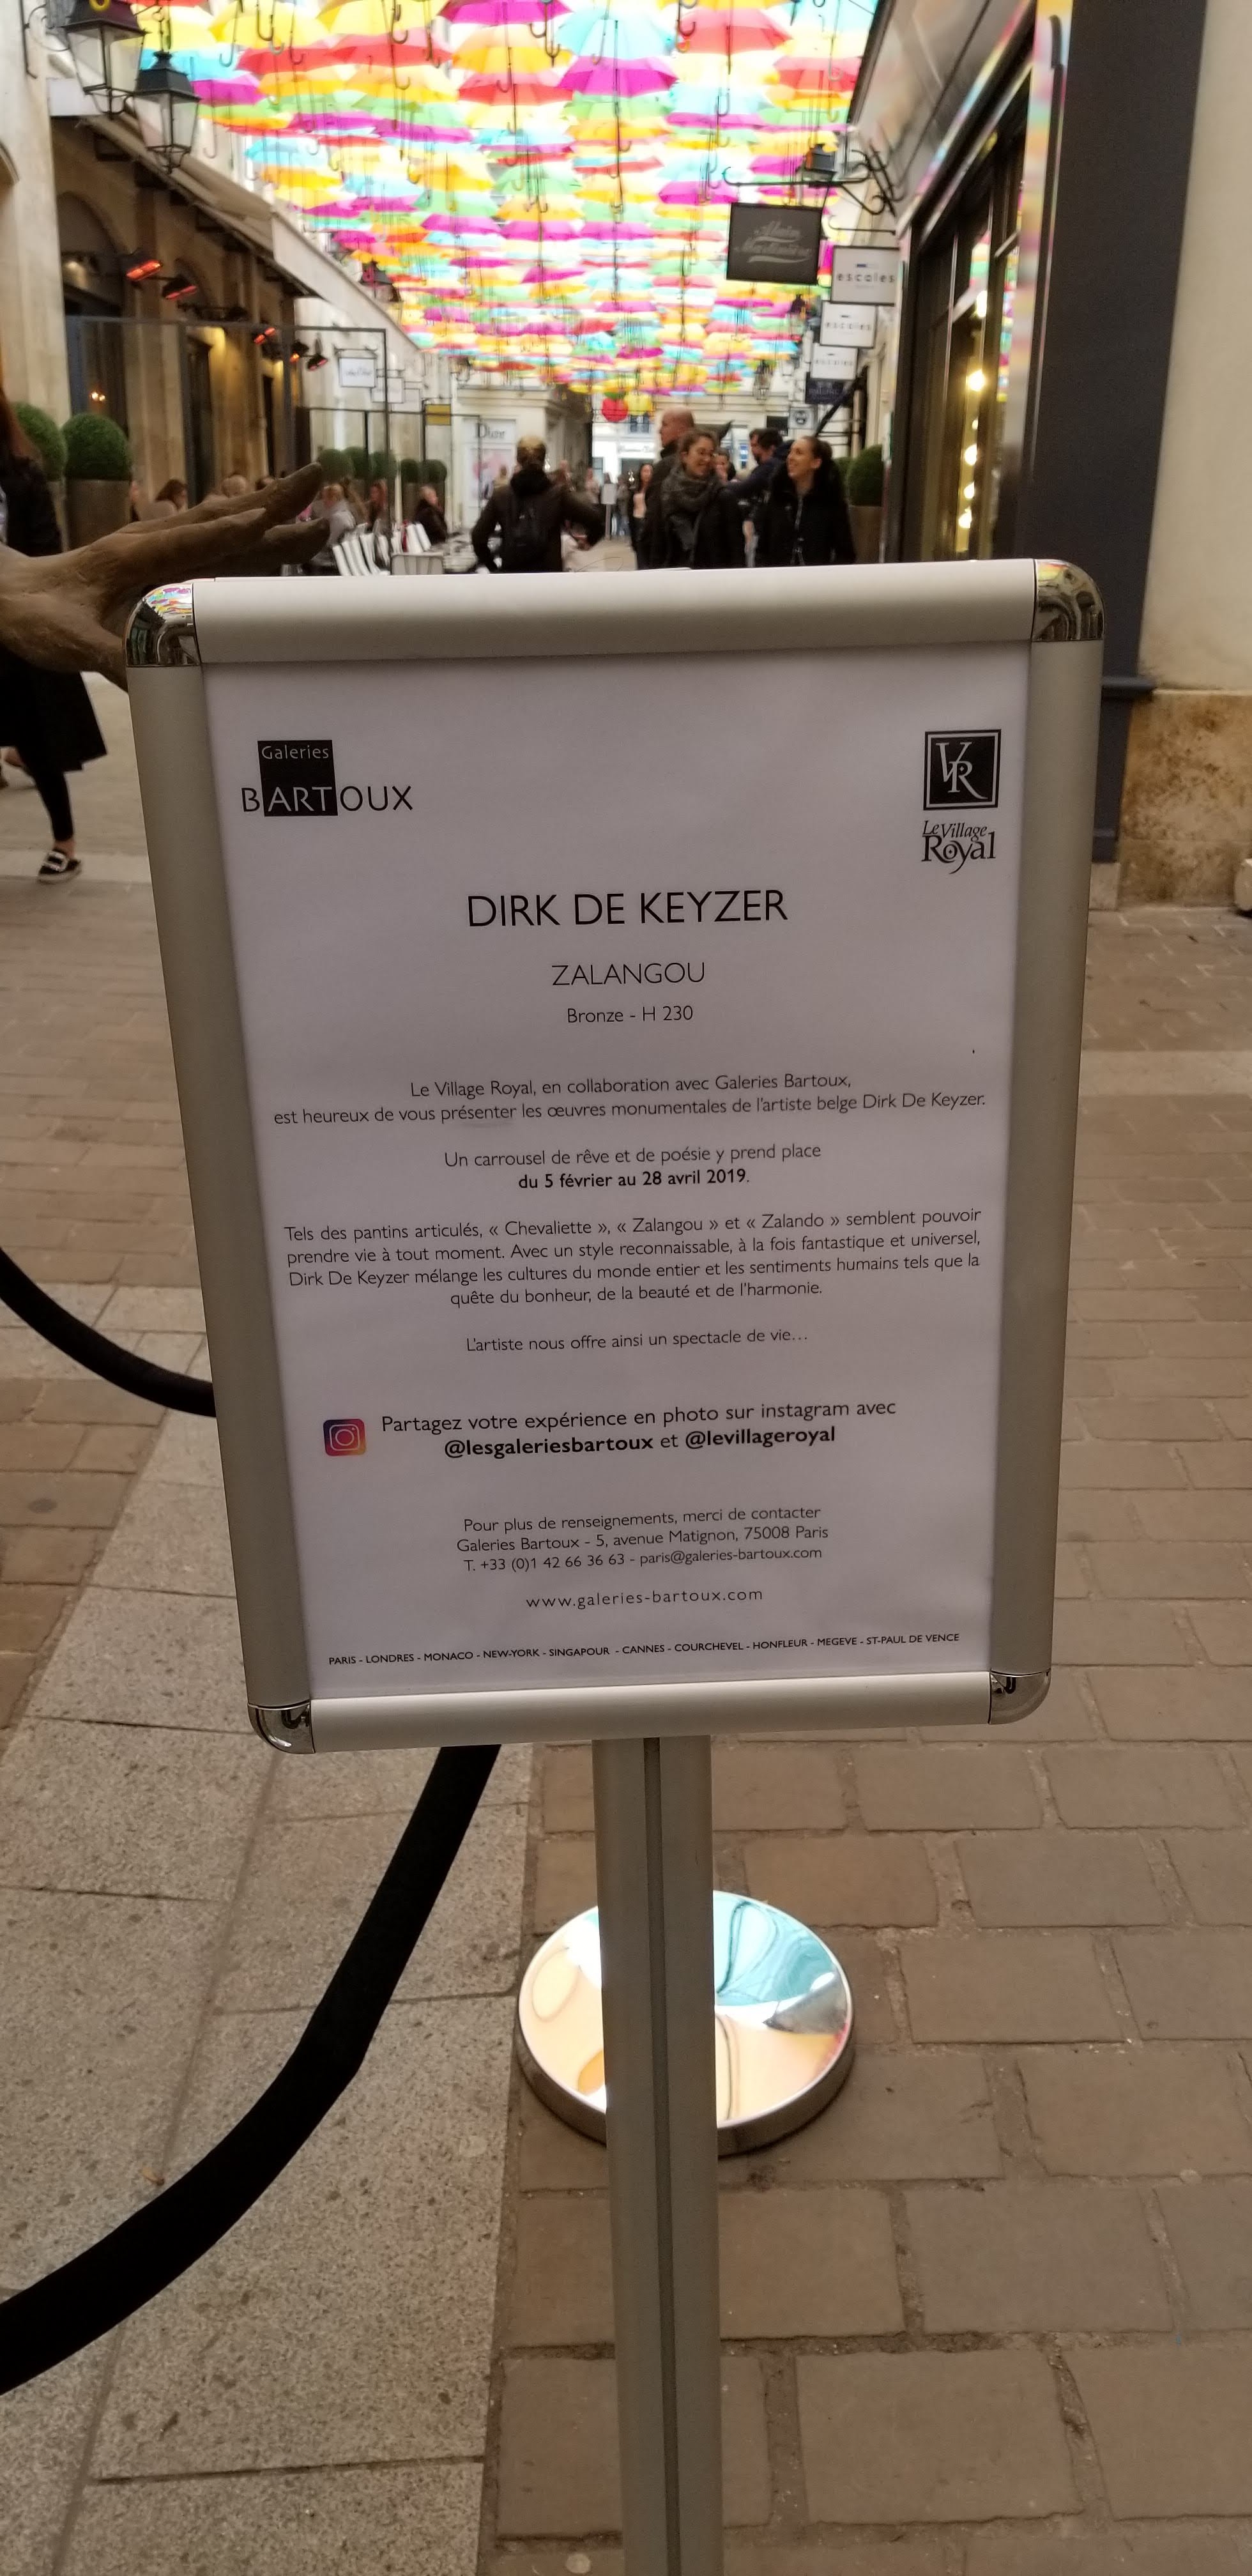 Dior
escales
escales
escales
Galeries
BARTOUX
VR
Le Village
Royal
DIRK DE KEYZER
ZALANGOU
Bronze - H 230
Le Village Royal, en collaboration avec Galeries Bartoux,
est heureux de vous présenter les œuvres monumentales de l'artiste belge Dirk De Keyzer.
Un carrousel de rêve et de poésie y prend place
du 5 février au 28 avril 2019.
Tels des pantins articulés, « Chevaliette », « Zalangou » et « Zalando » semblent pouvoir
prendre vie à tout moment. Avec un style reconnaissable, à la fois fantastique et universel,
Dirk De Keyzer mélange les cultures du monde entier et les sentiments humains tels que la
quête du bonheur, de la beauté et de l'harmonie.
L'artiste nous offre ainsi un spectacle de vie...
Partagez votre expérience en photo sur instagram avec
@lesgaleriesbartoux et @levillageroyal
Pour plus de renseignements, merci de contacter
Galeries Bartoux - 5, avenue Matignon, 75008 Paris
T. +33 (0)1 42 66 36 63 - paris@galeries-bartoux.com
www.galeries-bartoux.com
PARIS - LONDRES - MONACO - NEW-YORK - SINGAPOUR - CANNES - COURCHEVEL - HONFLEUR - MEGEVE - ST-PAUL DE VENCE